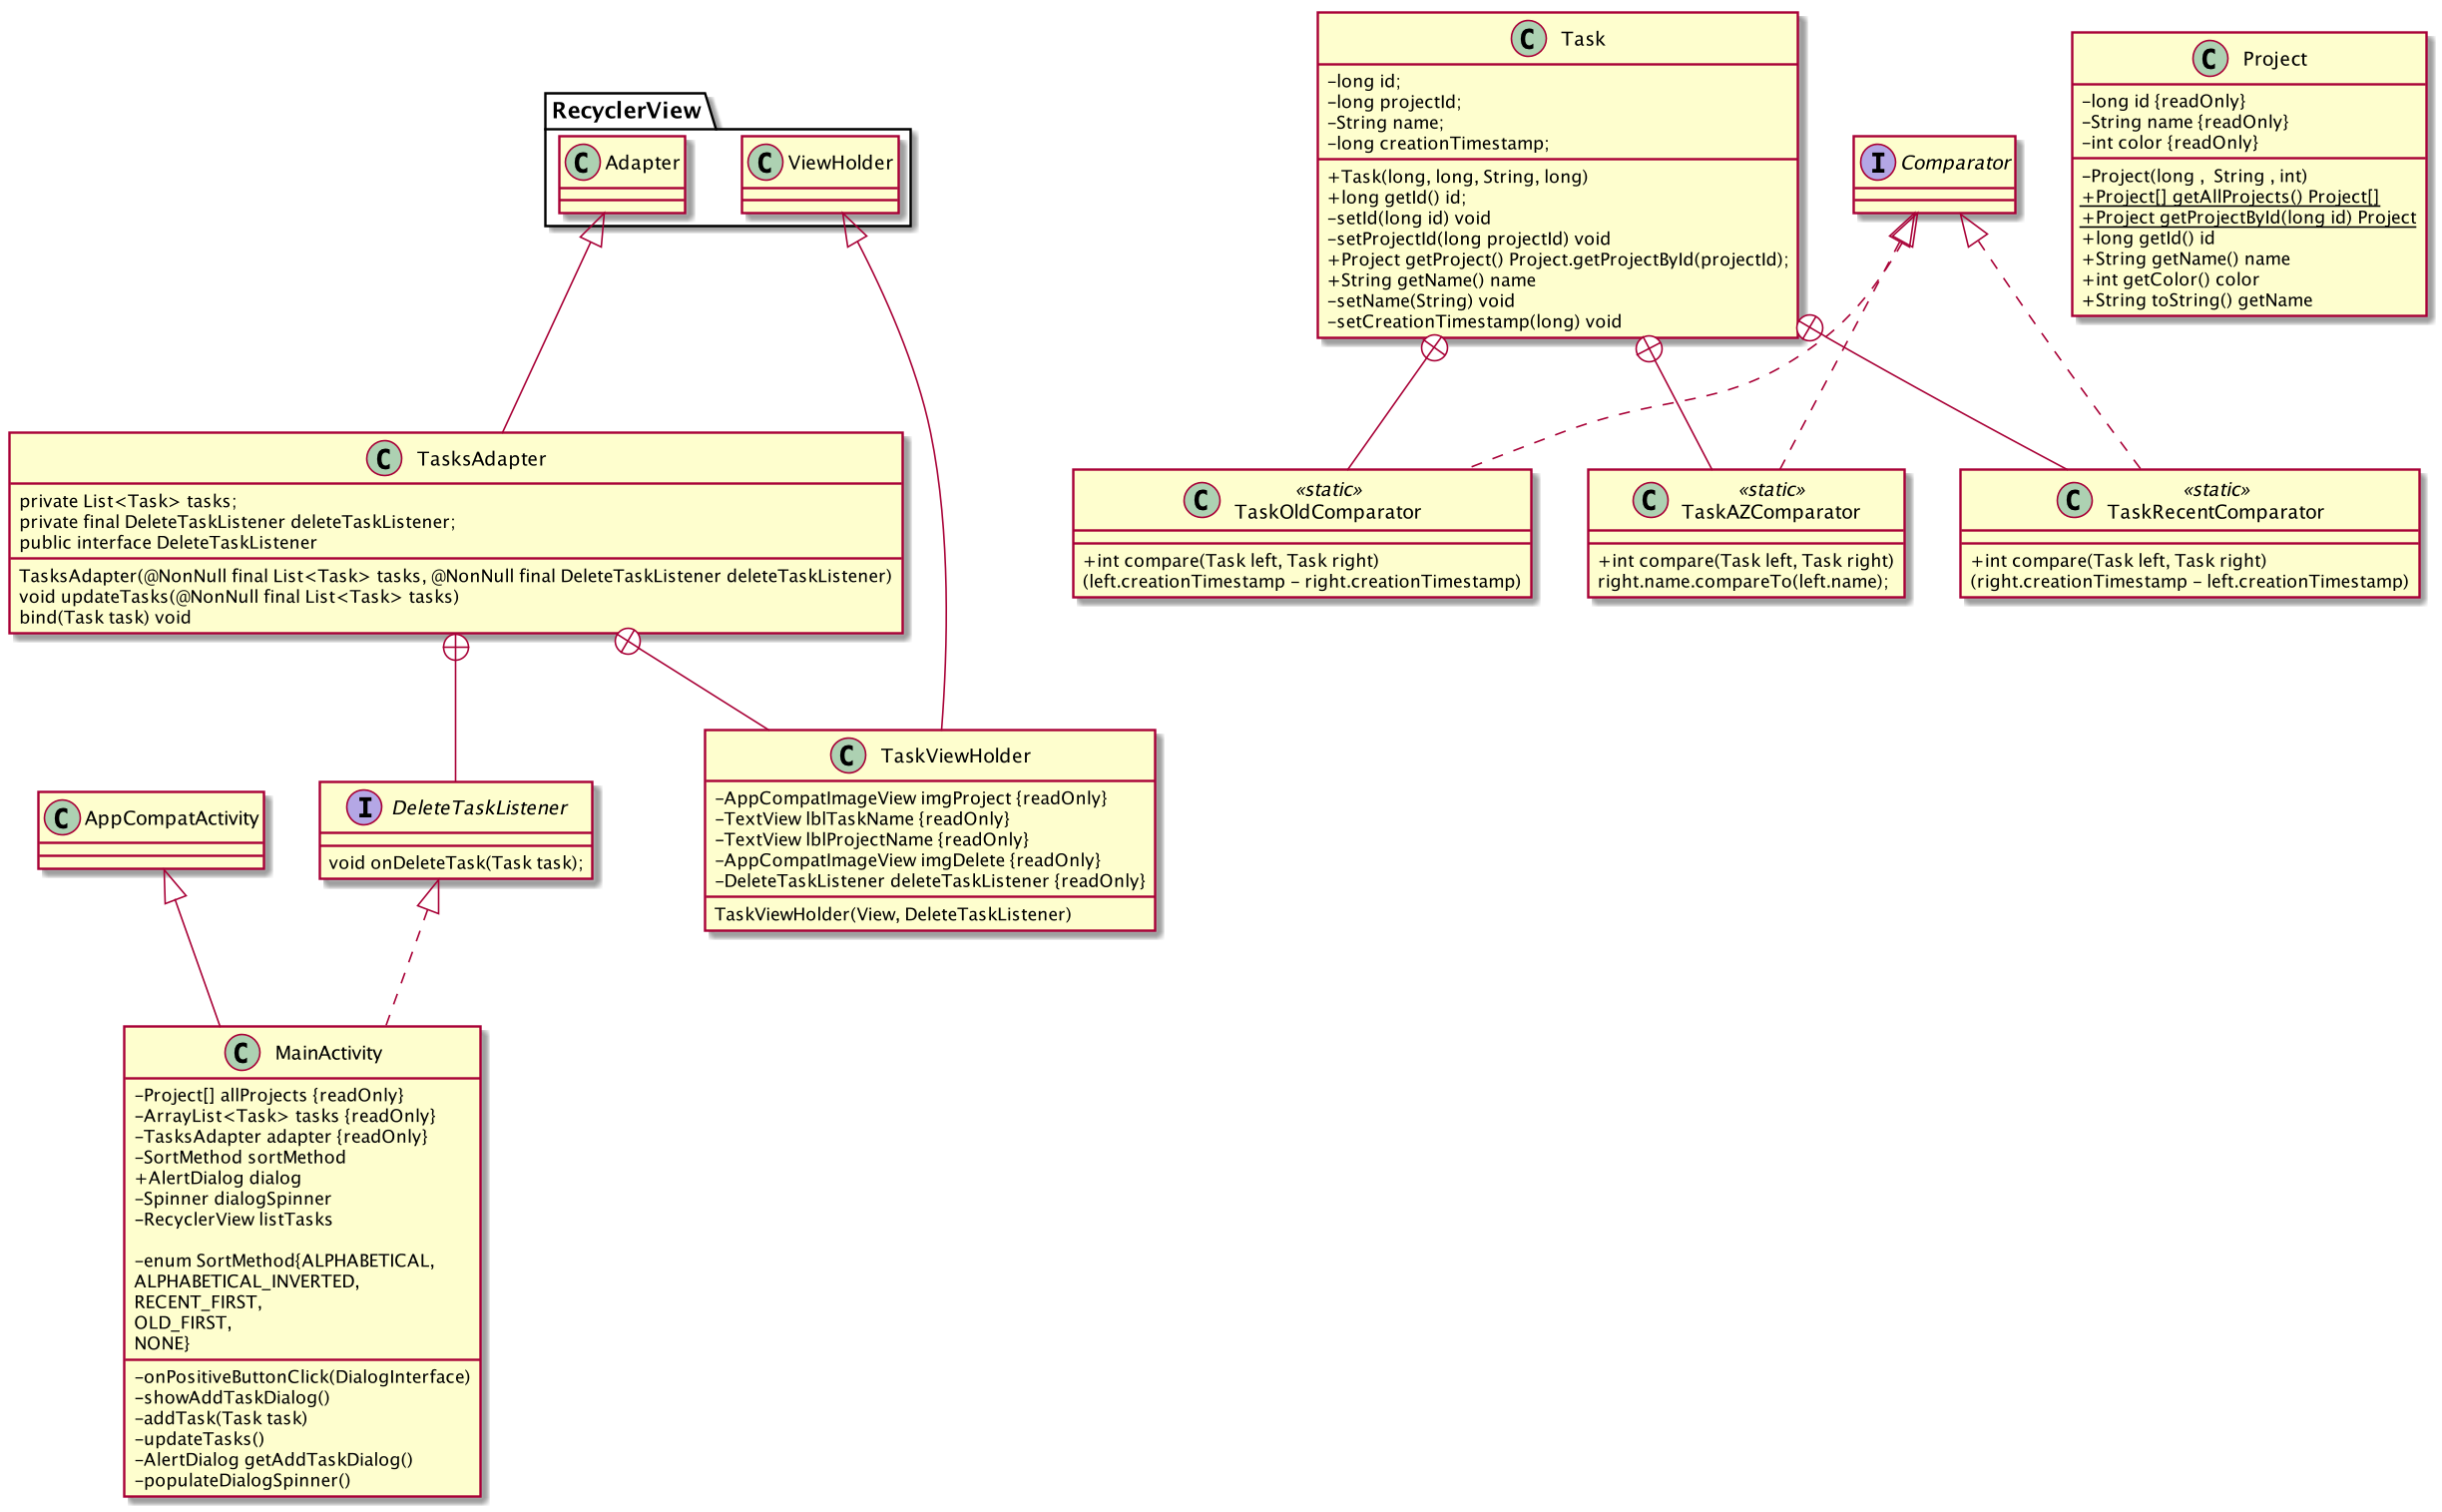 RecyclerView
C Adapter
C ViewHolder
C Task
-long id;
-long projectId;
-String name;
-long creationTimestamp;
+Task(long, long, String, long)
+long getId() id;
-setId(long id) void
-setProjectId(long projectId) void
+Project getProject() Project.getProjectById(projectId);
+String getName() name
-setName(String) void
-setCreationTimestamp(long) void
I Comparator
C Project
-long id {readOnly}
-String name {readOnly}
-int color {readOnly}
-Project(long , String , int)
+Project[] getAllProjects() Project[]
+Project getProjectById(long id) Project
+long getId() id
+String getName() name
+int getColor() color
+String toString() getName
C TasksAdapter
private List<Task> tasks;
private final DeleteTaskListener deleteTaskListener;
public interface DeleteTaskListener
TasksAdapter(@NonNull final List<Task> tasks, @NonNull final DeleteTaskListener deleteTaskListener)
void updateTasks(@NonNull final List<Task> tasks)
bind(Task task) void
C «static»
TaskOldComparator
+int compare(Task left, Task right)
(left.creationTimestamp - right.creationTimestamp)
C «static»
TaskAZComparator
+int compare(Task left, Task right)
right.name.compareTo(left.name);
C «static»
TaskRecentComparator
+int compare(Task left, Task right)
(right.creationTimestamp - left.creationTimestamp)
C AppCompatActivity
I DeleteTaskListener
void onDeleteTask(Task task);
C TaskViewHolder
-AppCompatImageView imgProject {readOnly}
-TextView lblTaskName {readOnly}
-TextView lblProjectName {readOnly}
-AppCompatImageView imgDelete {readOnly}
-DeleteTaskListener deleteTaskListener {readOnly}
TaskViewHolder(View, DeleteTaskListener)
C MainActivity
-Project[] allProjects {readOnly}
-ArrayList<Task> tasks {readOnly}
-TasksAdapter adapter {readOnly}
-SortMethod sortMethod
+AlertDialog dialog
-Spinner dialogSpinner
-RecyclerView listTasks
-enum SortMethod{ALPHABETICAL,
ALPHABETICAL_INVERTED,
RECENT_FIRST,
OLD_FIRST,
NONE}
-onPositiveButtonClick(DialogInterface)
-showAddTaskDialog()
-addTask(Task task)
-updateTasks()
-AlertDialog getAddTaskDialog()
-populateDialogSpinner()